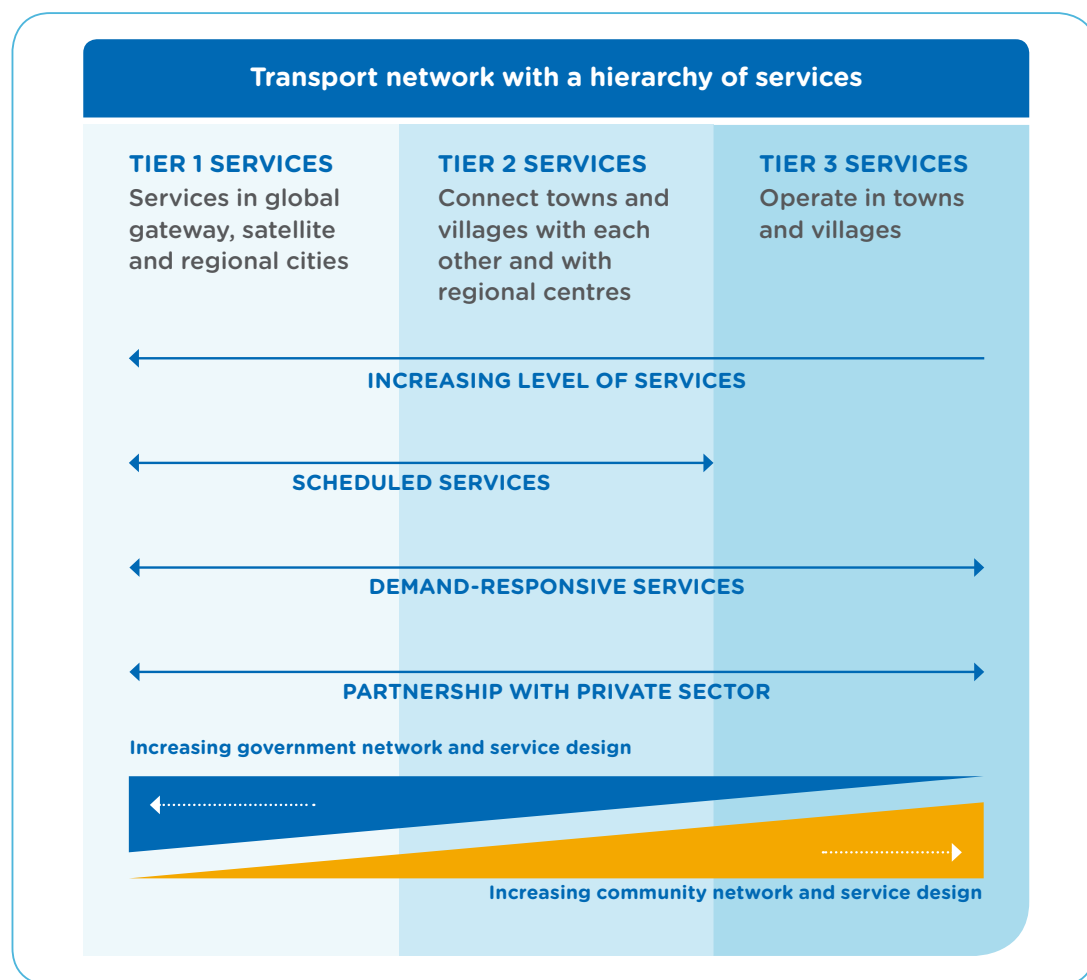 Transport network with a hierarchy of services
TIER 1 SERVICES
Services in global
gateway, satellite
and regional cities
TIER 2 SERVICES
Connect towns and
villages with each
other and with
regional centres
TIER 3 SERVICES
Operate in towns
and villages
INCREASING LEVEL OF SERVICES
SCHEDULED SERVICES
DEMAND-RESPONSIVE SERVICES
PARTNERSHIP WITH PRIVATE SECTOR
Increasing government network and service design
Increasing community network and service design